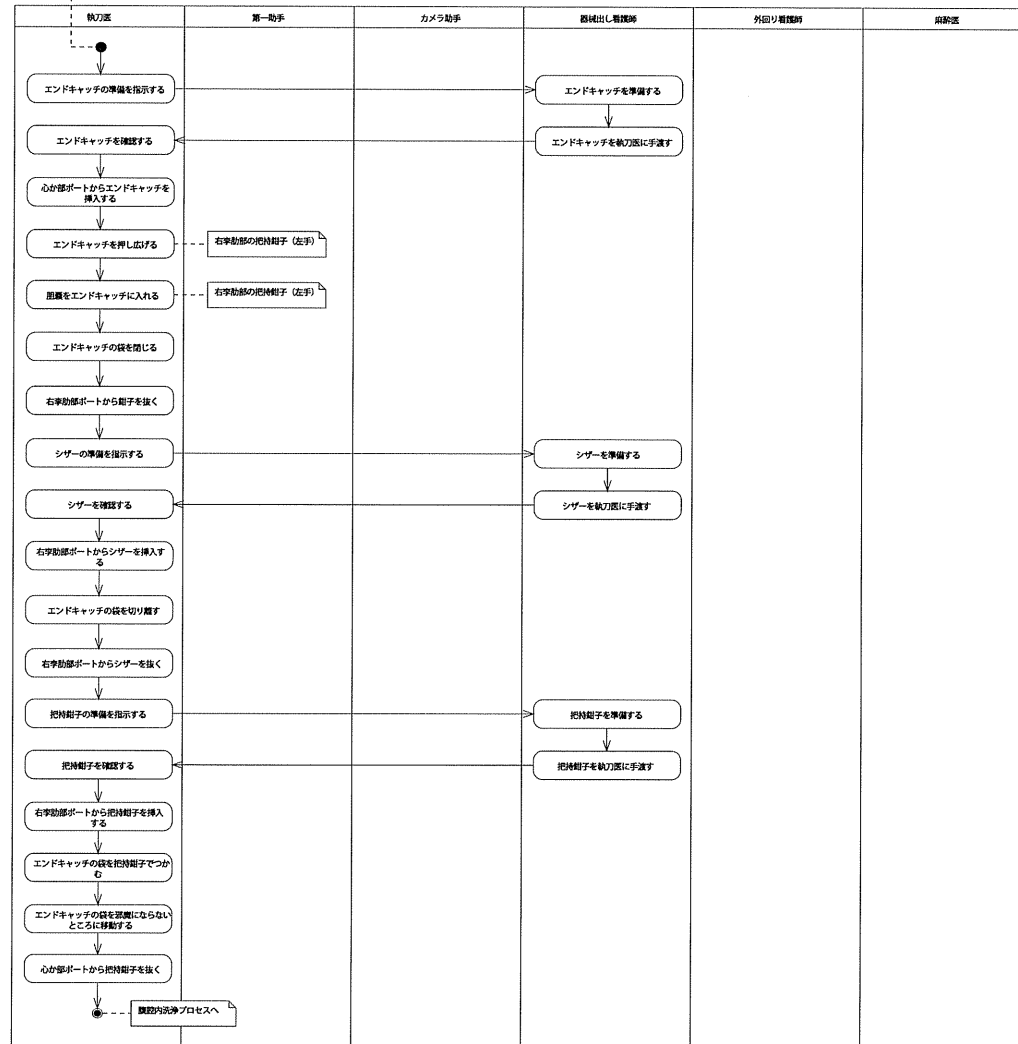 執刀医
第一助手
カメラ助手
器械出し看護師
外回り看護師
麻酔医
エンドキャッチの準備を指示する
エンドキャッチを準備する
エンドキャッチを確認する
エンドキャッチを執刀医に手渡す
心か部ポートからエンドキャッチを
挿入する
エンドキャッチを押し広げる
右季肋部の把持鉗子（左手）
胆嚢をエンドキャッチに入れる
右季肋部の把持鉗子（左手）
エンドキャッチの袋を閉じる
右季肋部ポートから鉗子を抜く
シザーの準備を指示する
シザーを準備する
シザーを確認する
シザーを執刀医に手渡す
右季肋部ポートからシザーを挿入す
る
エンドキャッチの袋を切り離す
右季肋部ポートからシザーを抜く
把持鉗子の準備を指示する
把持鉗子を準備する
把持鉗子を確認する
把持鉗子を執刀医に手渡す
右季肋部ポートから把持鉗子を挿入
する
エンドキャッチの袋を把持鉗子でつか
む
エンドキャッチの袋を邪魔にならない
ところに移動する
心か部ポートから把持鉗子を抜く
腹腔内洗浄プロセスへ